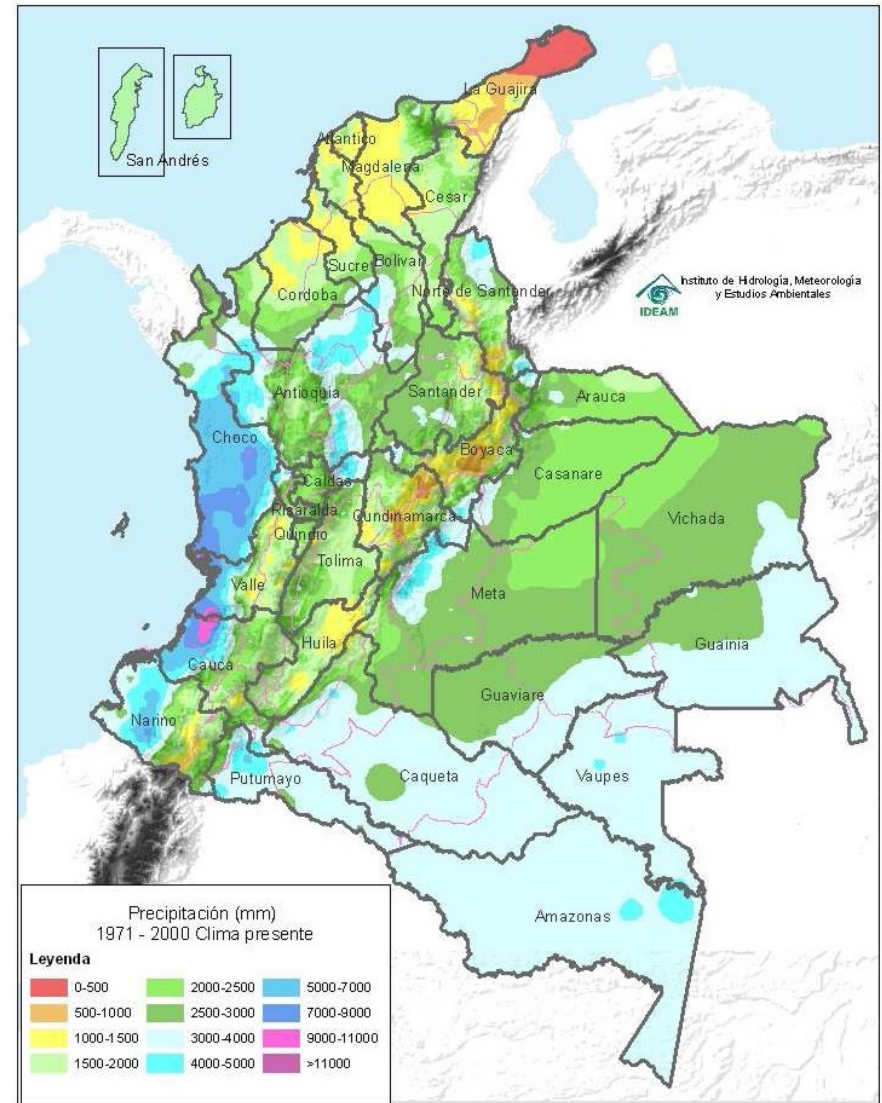 La Guajira
San Andrés
Atlantico
Magdalena
Cesar
Sucre
Bolivar
Cordoba
Norte de Santander
Instituto de Hidrología, Meteorología
y Estudios Ambientales
IDEAM
Antioquia
Santander
Arauca
Choco
Boyaca
Casanare
Caldas
Risaralda
Cundinamarca
Vichada
Quindio
Tolima
Valle
Meta
Huila
Guainia
Cauca
Guaviare
Narino
Putumayo
Caqueta
Vaupes
Amazonas
Precipitación (mm)
1971 - 2000 Clima presente
Leyenda
0-500 2000-2500 5000-7000
500-1000 2500-3000 7000-9000
1000-1500 3000-4000 9000-11000
1500-2000 4000-5000 >11000